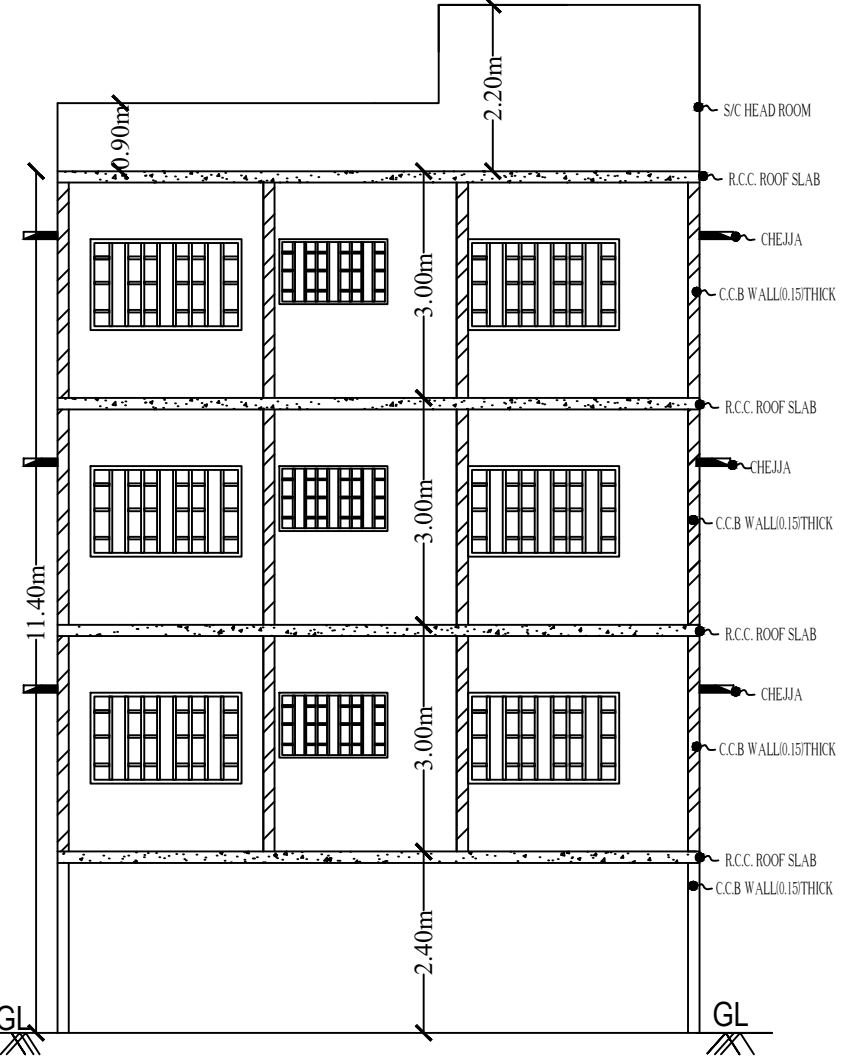 2.20m
0.90m
S/C HEAD ROOM
R.C.C. ROOF SLAB
CHEJJA
3.00m
C.C.B WALL(0.15)THICK
R.C.C. ROOF SLAB
CHEJJA
3.00m
C.C.B WALL(0.15)THICK
11.40m
R.C.C. ROOF SLAB
CHEJJA
3.00m
C.C.B WALL(0.15)THICK
R.C.C. ROOF SLAB
C.C.B WALL(0.15)THICK
2.40m
GL
GL